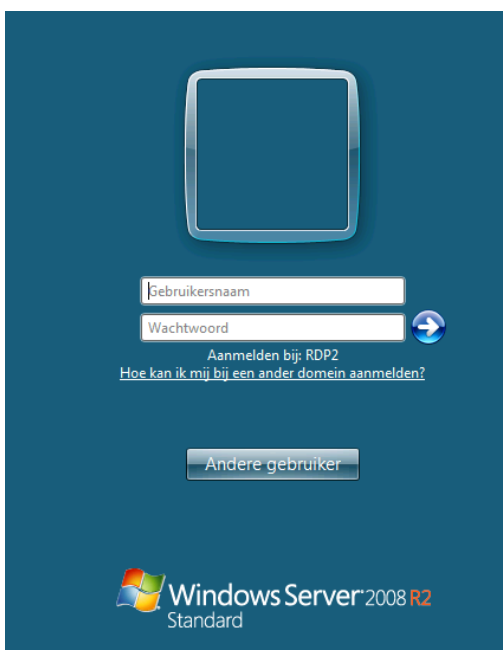 Gebruikersnaam
Wachtwoord
Aanmelden bij: RDP2
Hoe kan ik mij bij een ander domein aanmelden?
Andere gebruiker
Windows Server 2008 R2
Standard